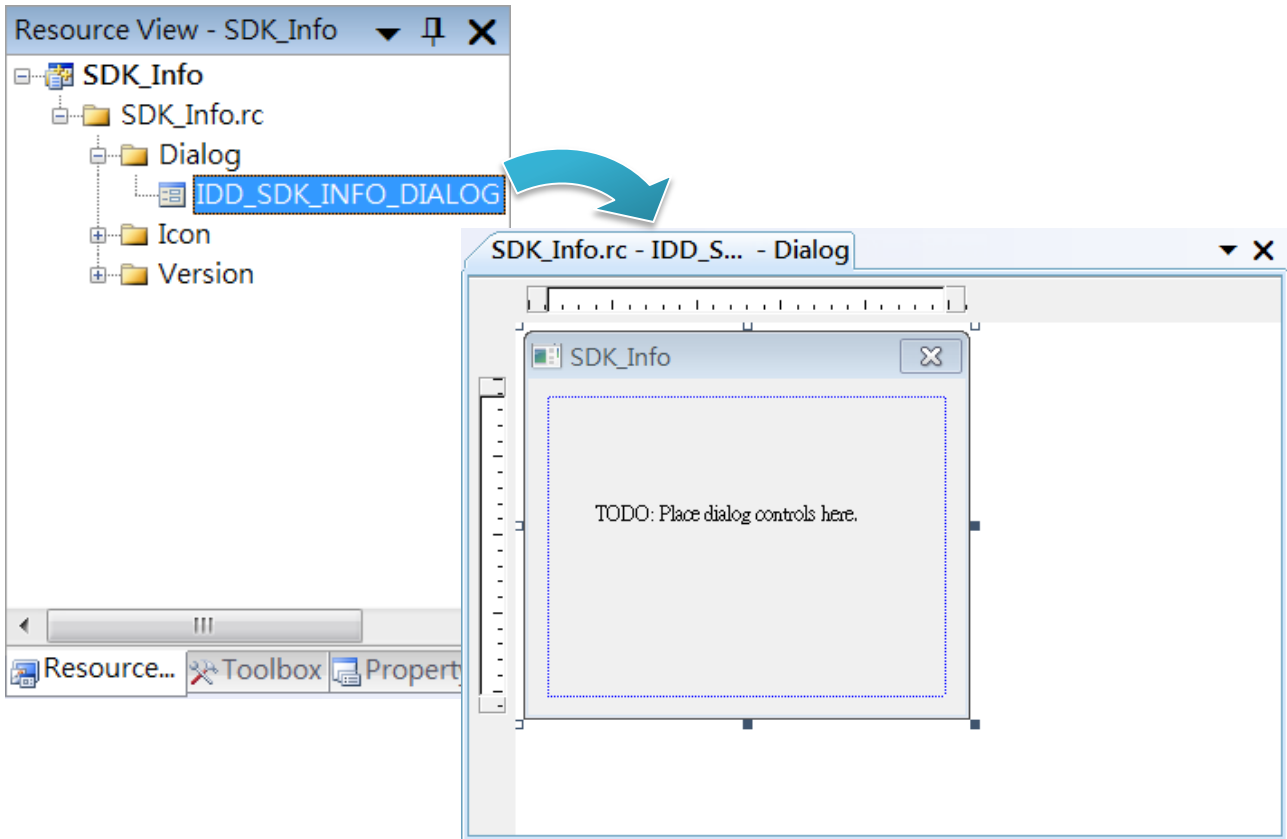 Resource View - SDK_Info
SDK_Info
SDK_Info.rc
Dialog
IDD_SDK_INFO_DIALOG
Icon
Version
Resource... Toolbox Property
SDK_Info.rc - IDD_S... - Dialog
SDK_Info
TODO: Place dialog controls here.